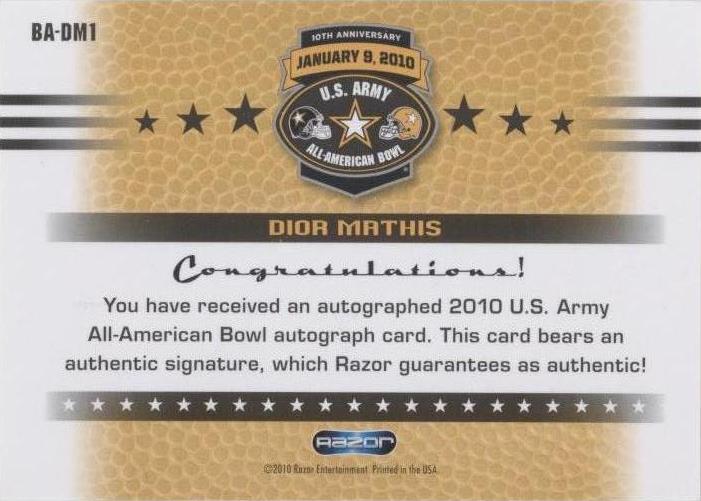 BA-DM1
10TH ANNIVERSARY
JANUARY 9, 2010
U.S. ARMY
ALL-AMERICAN BOWL
DIOR MATHIS
Congratulations!
You have received an autographed 2010 U.S. Army
All-American Bowl autograph card. This card bears an
authentic signature, which Razor guarantees as authentic!
RAZOR
©2010 Razor Entertainment. Printed in the USA.